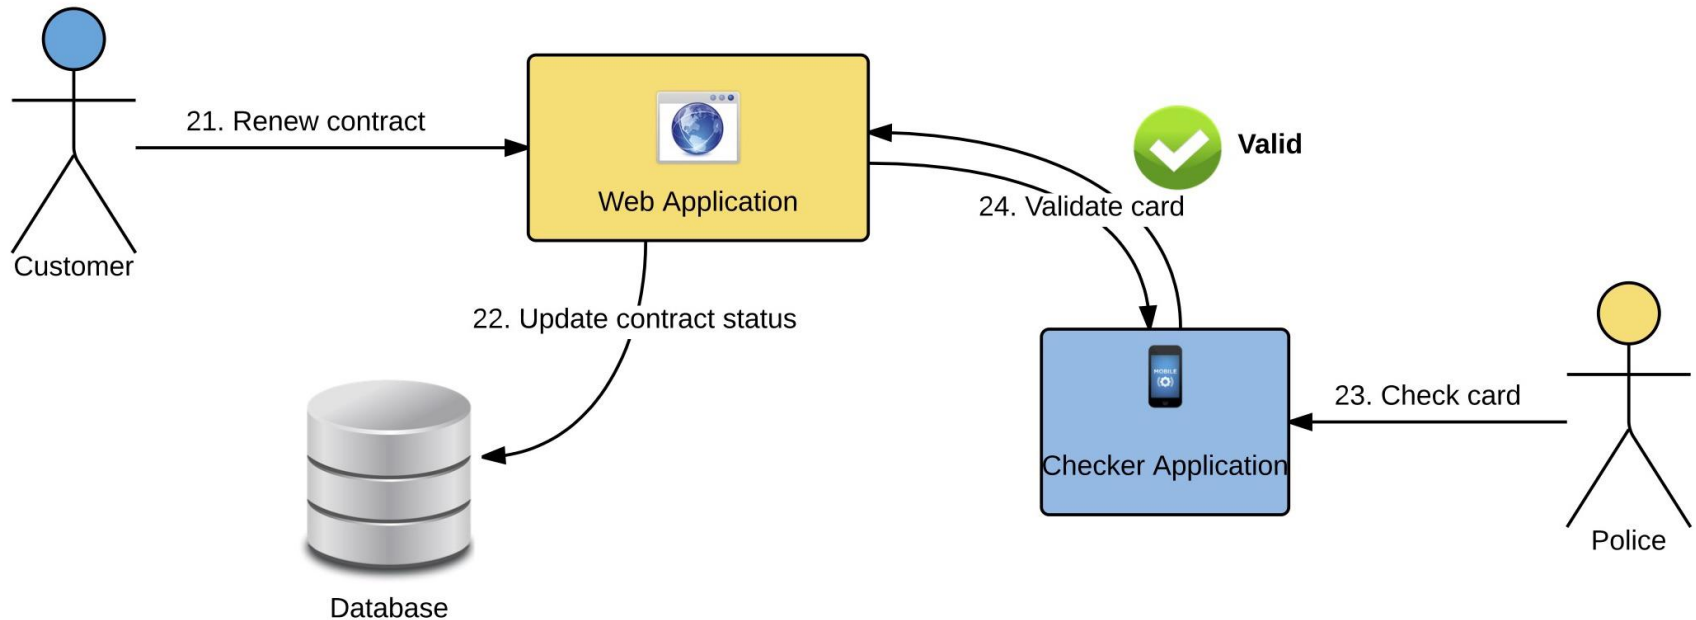 21. Renew contract
Valid
Web Application
24. Validate card
Customer
22. Update contract status
MOBILE
23. Check card
Checker Application
Police
Database